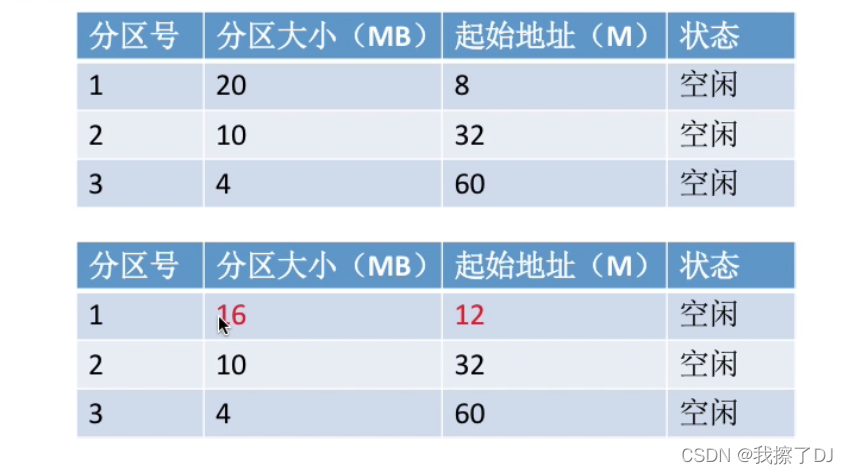 分区号 分区大小（MB） 起始地址（M） 状态
1 20 8 空闲
2 10 32 空闲
3 4 60 空闲
分区号 分区大小（MB） 起始地址（M） 状态
1 16 12 空闲
2 10 32 空闲
3 4 60 空闲
CSDN @我擦了DJ